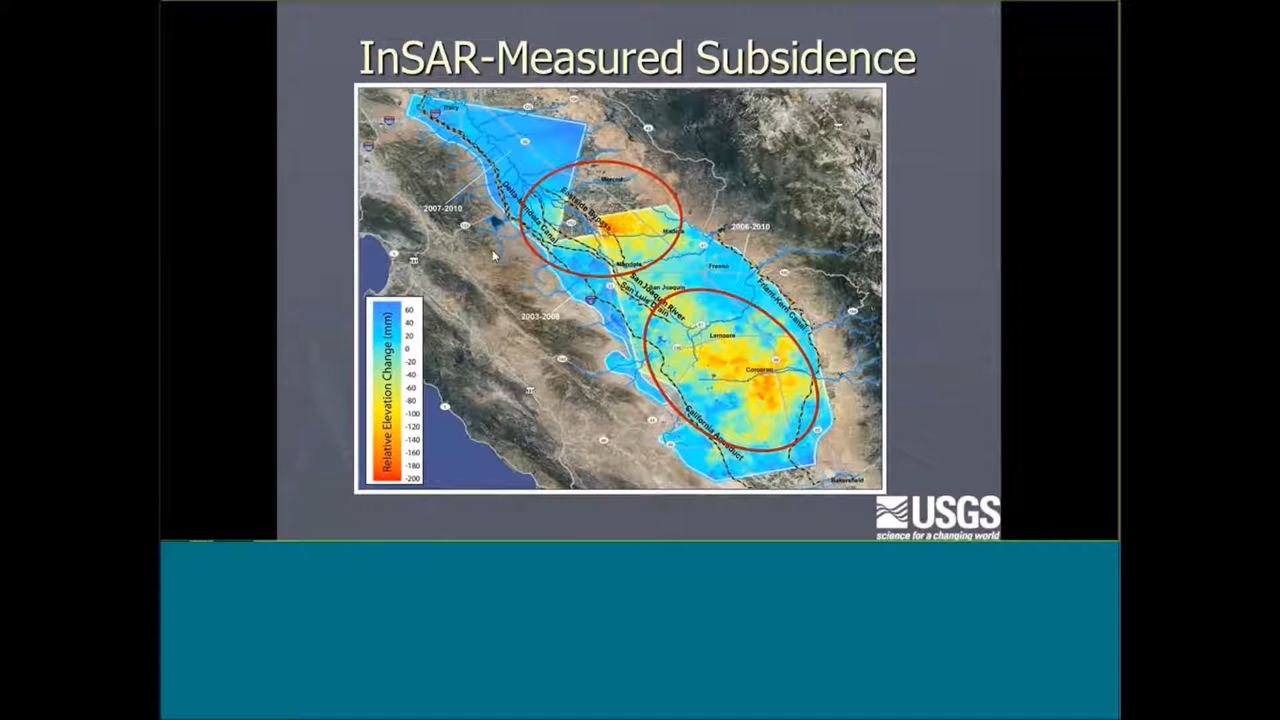 InSAR-Measured Subsidence
Tracy
Merced
Eastside Bypass
2007-2010
Delta-Mendota Canal
Madera
2008-2010
Mendota
Fresno
San Joaquin
San Joaquin River
San Luis Drain
Friant-Kern Canal
2003-2008
Lemoore
Corcoran
California Aqueduct
Bakersfield
Relative Elevation Change (mm)
60
40
20
0
-20
-40
-60
-80
-100
-120
-140
-160
-180
-200
USGS
science for a changing world